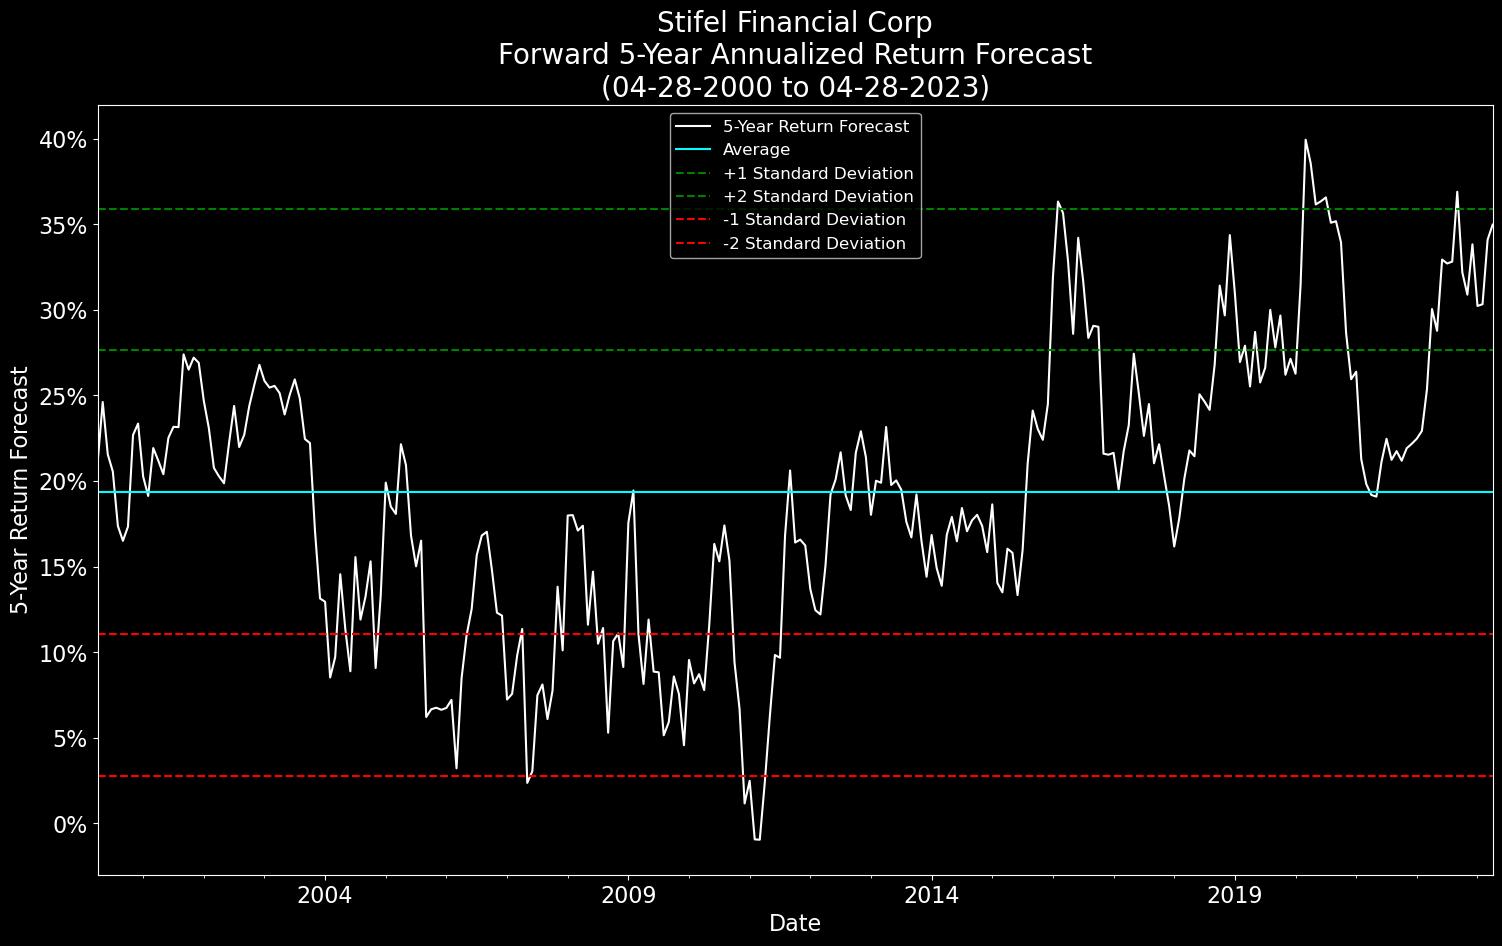 Stifel Financial Corp
Forward 5-Year Annualized Return Forecast
(04-28-2000 to 04-28-2023)
5-Year Return Forecast
Average
+1 Standard Deviation
+2 Standard Deviation
-1 Standard Deviation
-2 Standard Deviation
40%
35%
30%
25%
20%
15%
10%
5%
0%
5-Year Return Forecast
2004
2009
2014
2019
Date